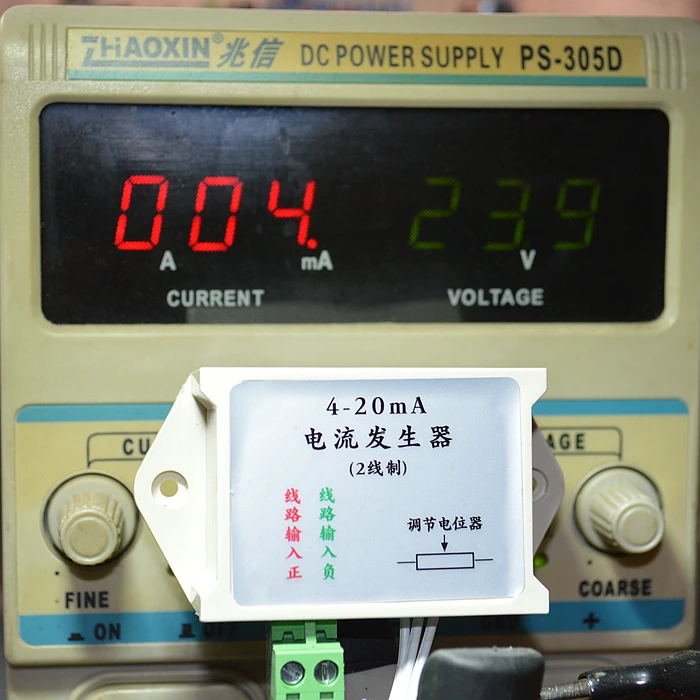 ZHAOXIN® 兆信 DC POWER SUPPLY PS-305D
004. 239
A mA V
CURRENT VOLTAGE
4-20mA
电流发生器
(2线制)
线路输入正
线路输入负
调节电位器
FINE
COARSE
ON